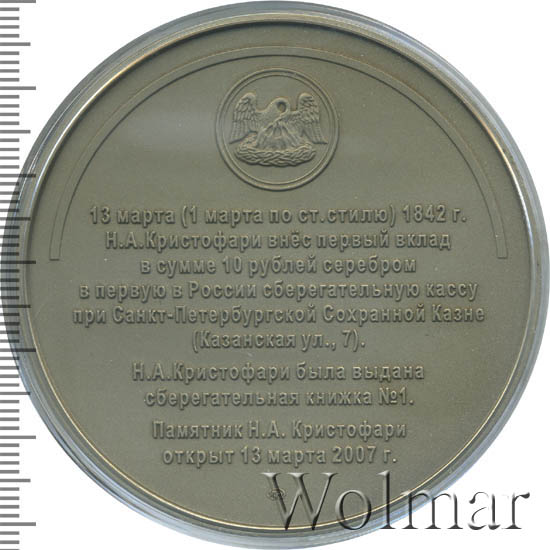 13 марта (1 марта по ст.стилю) 1842 г.
Н.А.Кристофари внёс первый вклад
в сумме 10 рублей серебром
в первую в России сберегательную кассу
при Санкт-Петербургской Сохранной Казне
(Казанская ул., 7).
Н.А.Кристофари была выдана
сберегательная книжка №1.
Памятник Н.А. Кристофари
открыт 13 марта 2007 г.
Wolmar